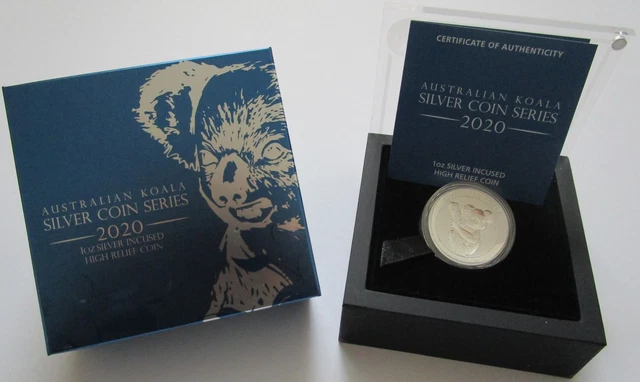 AUSTRALIAN KOALA
SILVER COIN SERIES
2020
1OZ SILVER INCUSED
HIGH RELIEF COIN
CERTIFICATE OF AUTHENTICITY
AUSTRALIAN KOALA
SILVER COIN SERIES
2020
1oz SILVER INCUSED
HIGH RELIEF COIN